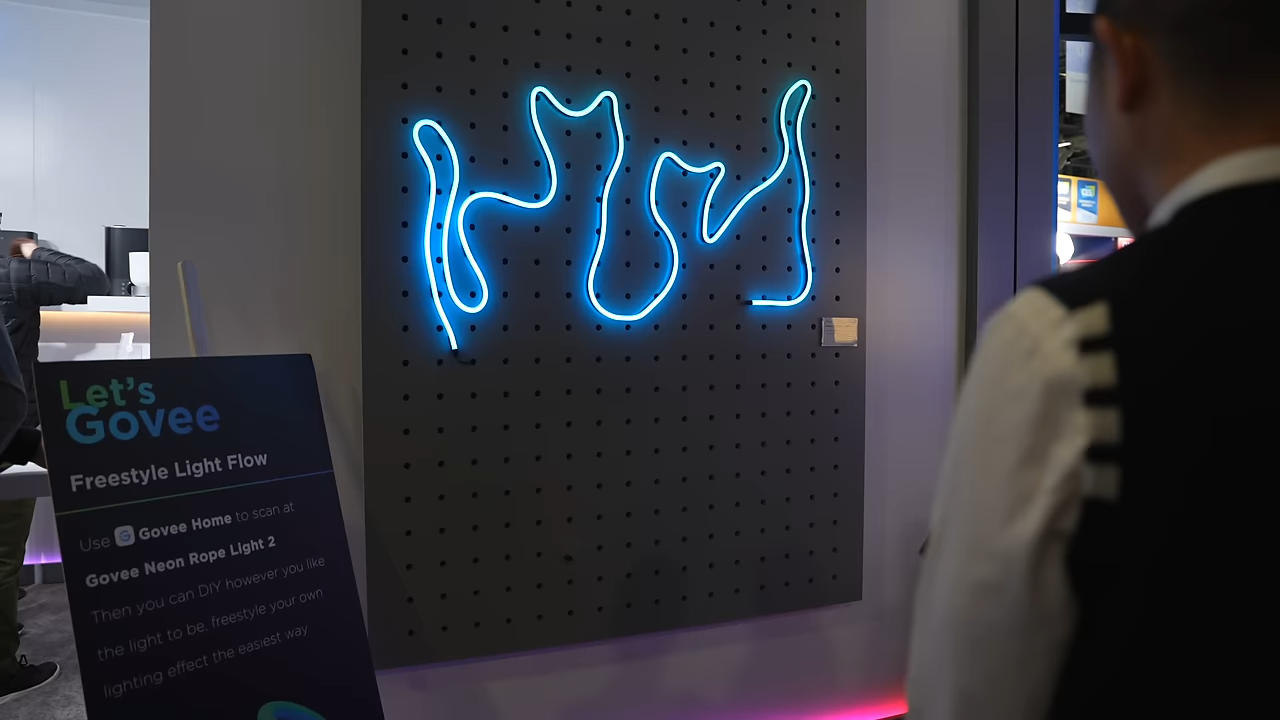 Let's
Govee
Freestyle Light Flow
Use Govee Home to scan at
Govee Neon Rope Light 2
Then you can DIY however you like
the light to be, freestyle your own
lighting effect the easiest way